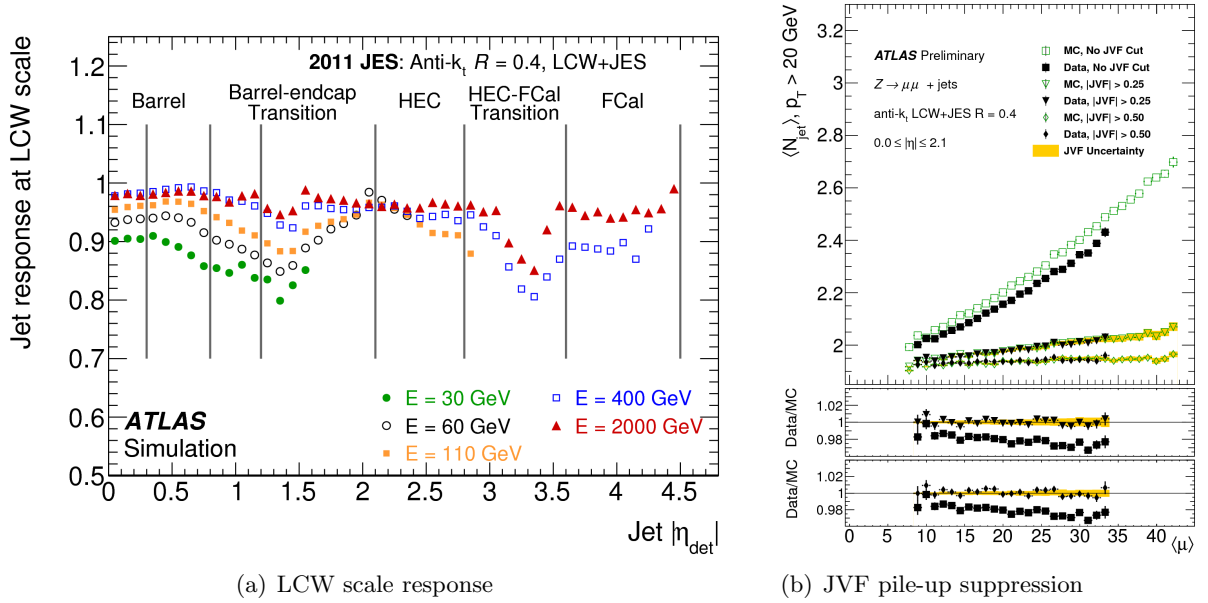 Jet response at LCW scale
1.2
1.1
1
0.9
0.8
0.7
0.6
0.5
2011 JES: Anti-kt R = 0.4, LCW+JES
Barrel
Barrel-endcap
Transition
HEC
HEC-FCal
Transition
FCal
E = 30 GeV
E = 60 GeV
E = 110 GeV
E = 400 GeV
E = 2000 GeV
ATLAS
Simulation
0 0.5 1 1.5 2 2.5 3 3.5 4 4.5
Jet |ηdet|
(a) LCW scale response
⟨Njet⟩, pT > 20 GeV
3.2
3
2.8
2.6
2.4
2.2
2
ATLAS Preliminary
Z → μμ + jets
anti-kt LCW+JES R = 0.4
0.0 ≤ |η| ≤ 2.1
MC, No JVF Cut
Data, No JVF Cut
MC, |JVF| > 0.25
Data, |JVF| > 0.25
MC, |JVF| > 0.50
Data, |JVF| > 0.50
JVF Uncertainty
Data/MC
1.02
1
0.98
Data/MC
1.02
1
0.98
0 5 10 15 20 25 30 35 40
⟨μ⟩
(b) JVF pile-up suppression